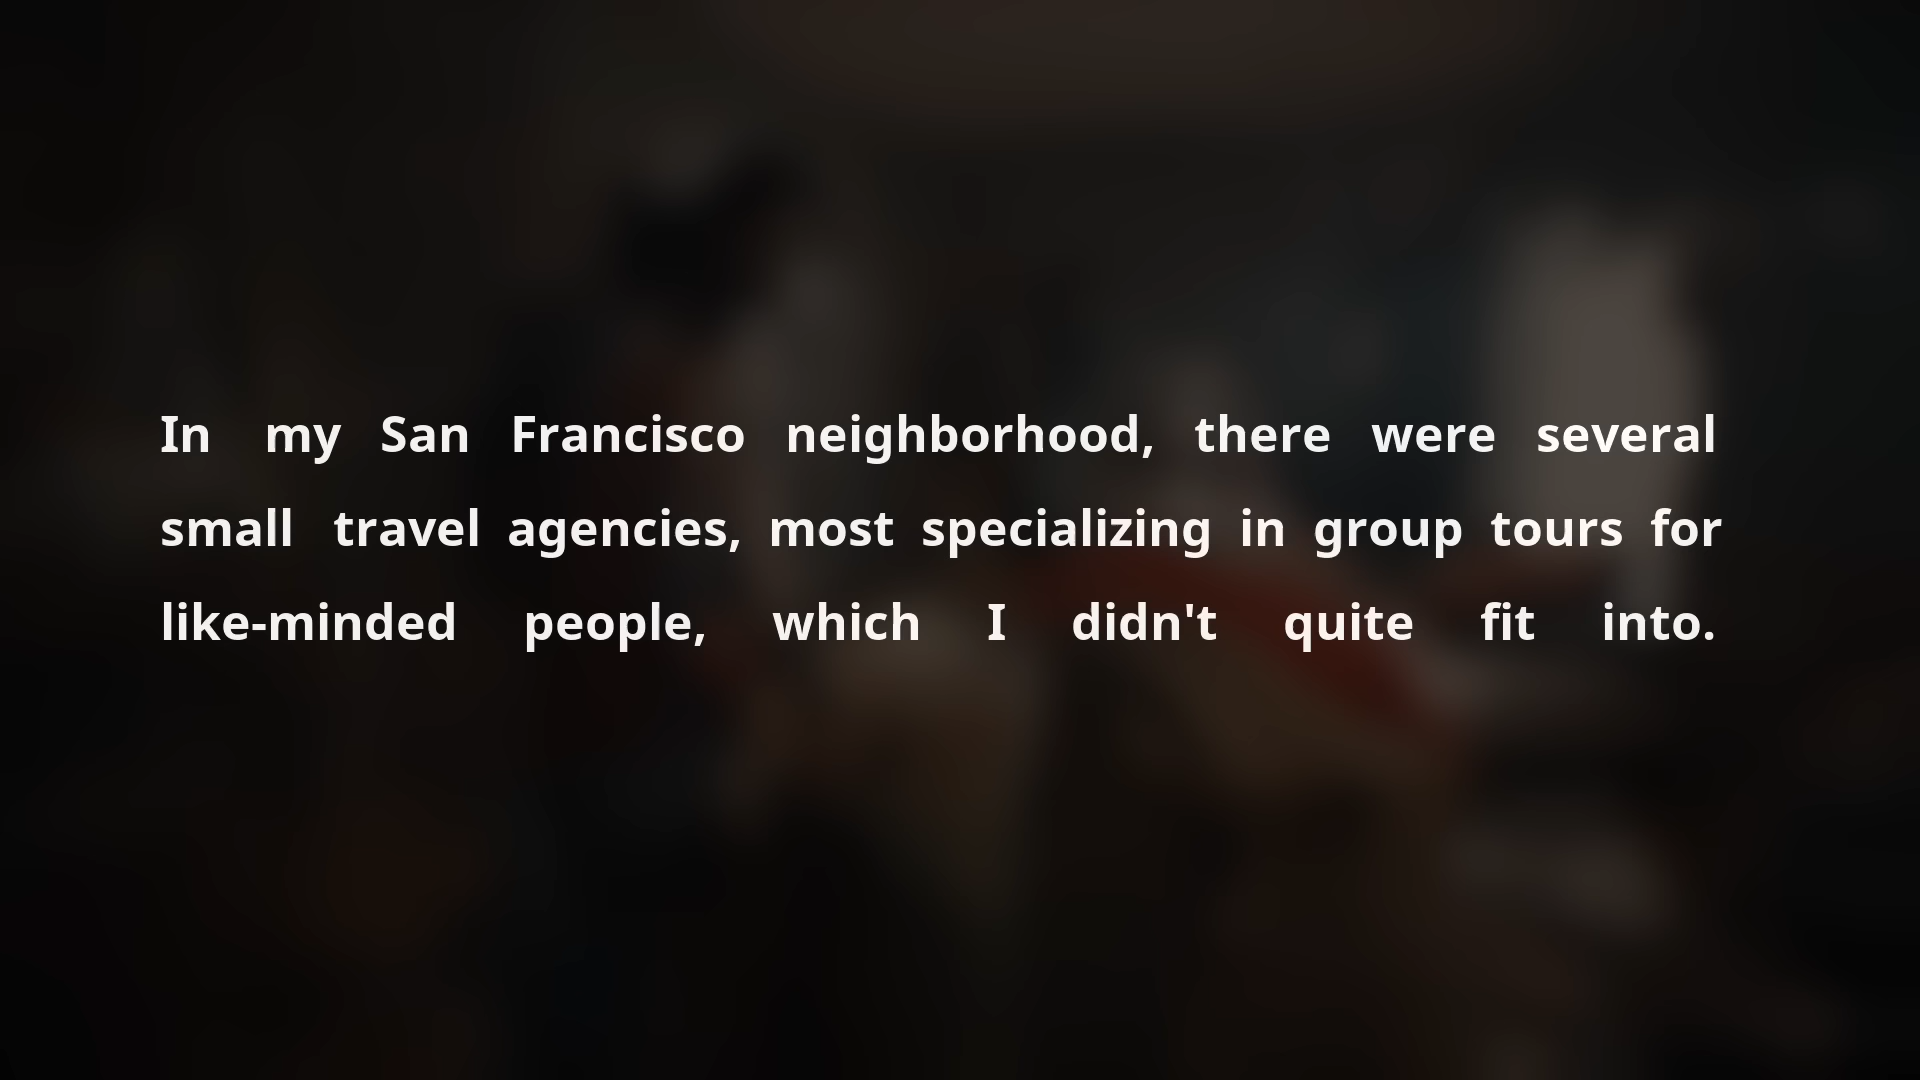 In my San Francisco neighborhood, there were several
small travel agencies, most specializing in group tours for
like-minded people, which I didn't quite fit into.